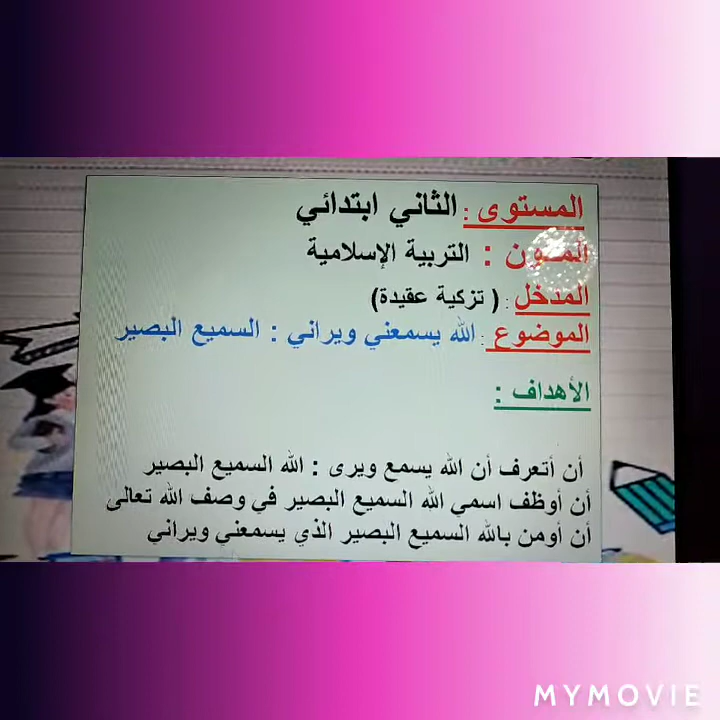 المستوى : الثاني ابتدائي
: التربية الإسلامية
المدخل : ( تزكية عقيدة)
الموضوع : الله يسمعني ويراني : السميع البصير
الأهداف :
أن أتعرف أن الله يسمع ويرى : الله السميع البصير
أن أوظف اسمي الله السميع البصير في وصف الله تعالى
أن أومن بالله السميع البصير الذي يسمعني ويراني
MYMOVIE